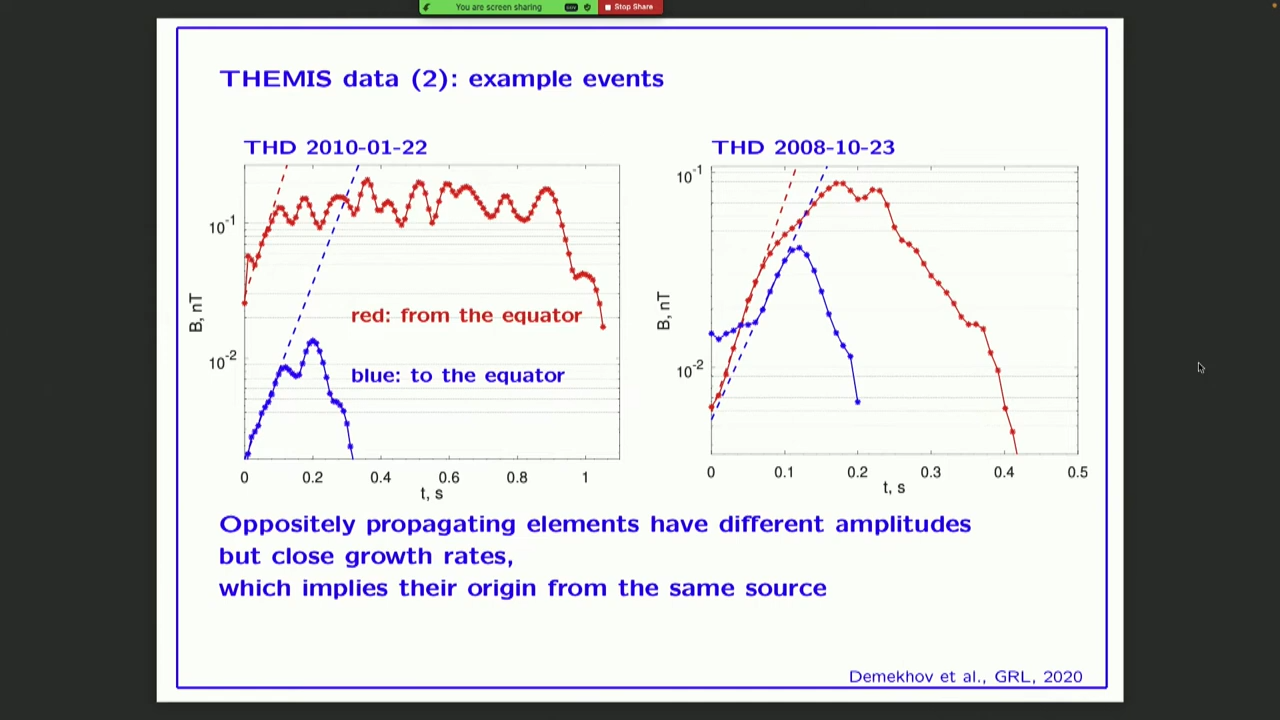 You are screen sharing
Stop Share
THEMIS data (2): example events
THD 2010-01-22
THD 2008-10-23
10-1
10-2
B, nT
red: from the equator
blue: to the equator
0 0.2 0.4 0.6 0.8 1
t, s
10-1
10-2
B, nT
0 0.1 0.2 0.3 0.4 0.5
t, s
Oppositely propagating elements have different amplitudes
but close growth rates,
which implies their origin from the same source
Demekhov et al., GRL, 2020